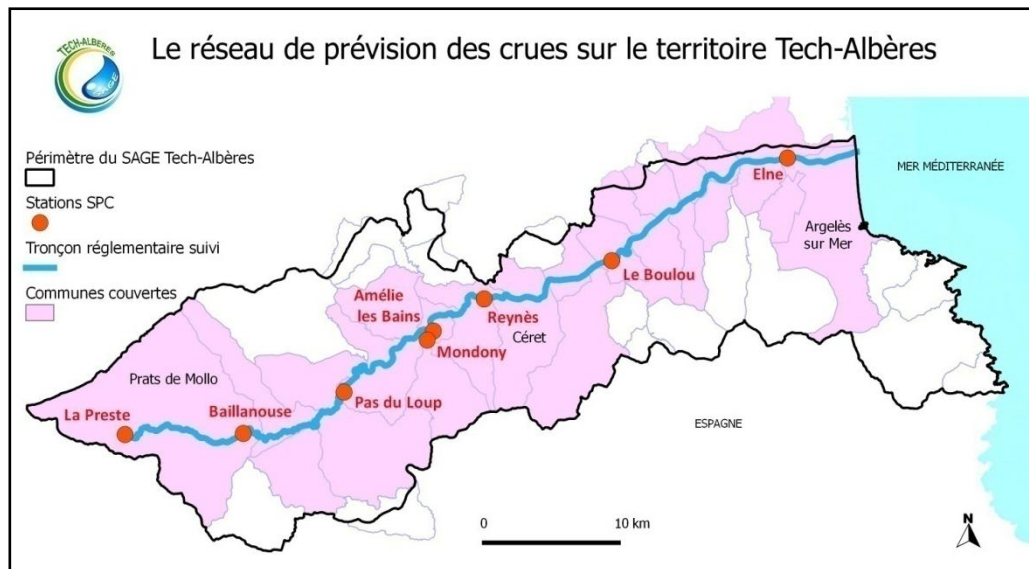 Le réseau de prévision des crues sur le territoire Tech-Albères
TECH-ALBERES
SAGE
Périmètre du SAGE Tech-Albères
Stations SPC
Tronçon réglementaire suivi
Communes couvertes
MER MÉDITERRANÉE
Elne
Argelès
sur Mer
Le Boulou
Amélie
les Bains
Reynès
Céret
Mondony
Prats de Mollo
Pas du Loup
La Preste
Baillanouse
ESPAGNE
0 10 km
N